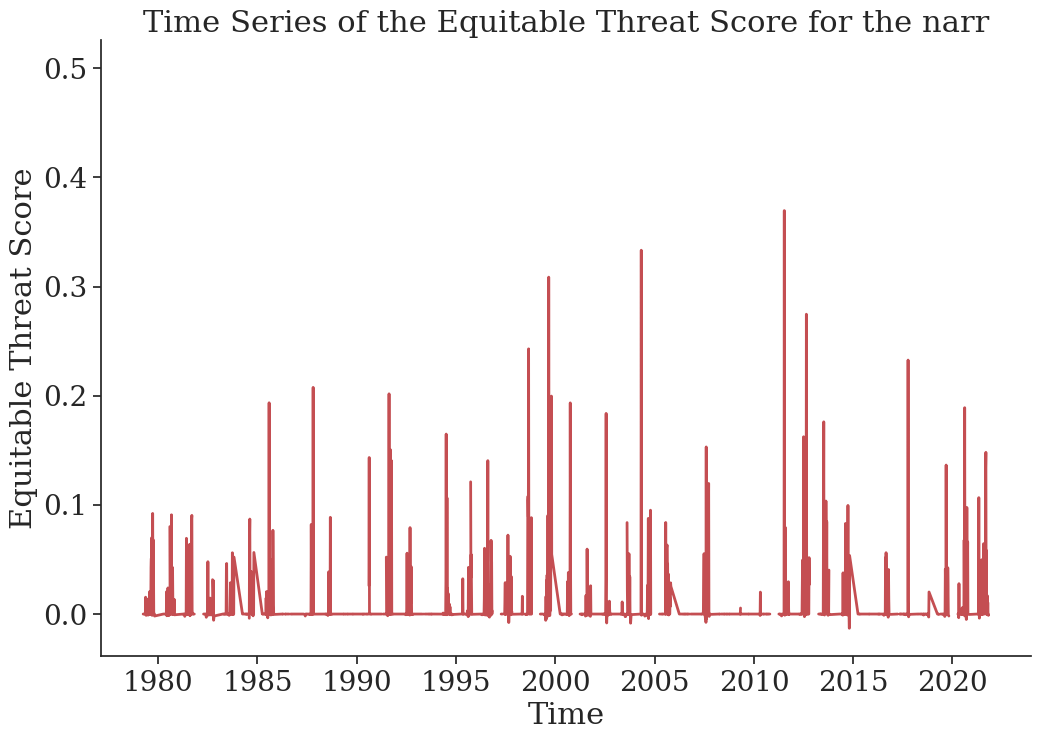 Time Series of the Equitable Threat Score for the narr
0.5
0.4
0.3
0.2
0.1
0.0
Equitable Threat Score
1980 1985 1990 1995 2000 2005 2010 2015 2020
Time